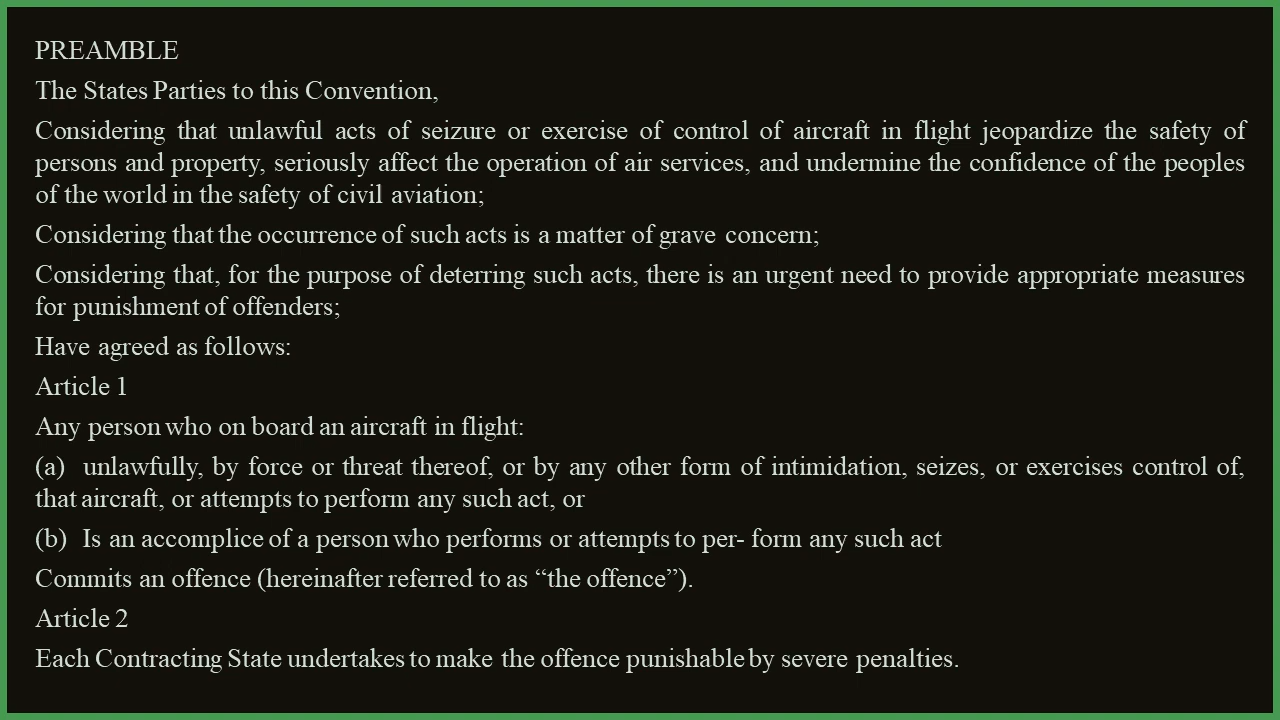 PREAMBLE
The States Parties to this Convention,
Considering that unlawful acts of seizure or exercise of control of aircraft in flight jeopardize the safety of
persons and property, seriously affect the operation of air services, and undermine the confidence of the peoples
of the world in the safety of civil aviation;
Considering that the occurrence of such acts is a matter of grave concern;
Considering that, for the purpose of deterring such acts, there is an urgent need to provide appropriate measures
for punishment of offenders;
Have agreed as follows:
Article 1
Any person who on board an aircraft in flight:
(a) unlawfully, by force or threat thereof, or by any other form of intimidation, seizes, or exercises control of,
that aircraft, or attempts to perform any such act, or
(b) Is an accomplice of a person who performs or attempts to per- form any such act
Commits an offence (hereinafter referred to as “the offence”).
Article 2
Each Contracting State undertakes to make the offence punishable by severe penalties.